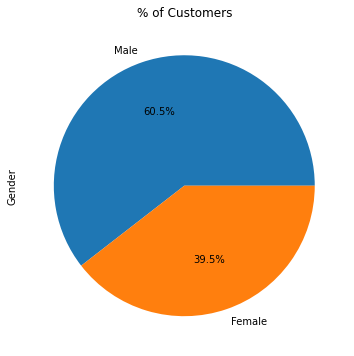 % of Customers
Male
60.5%
Gender
39.5%
Female